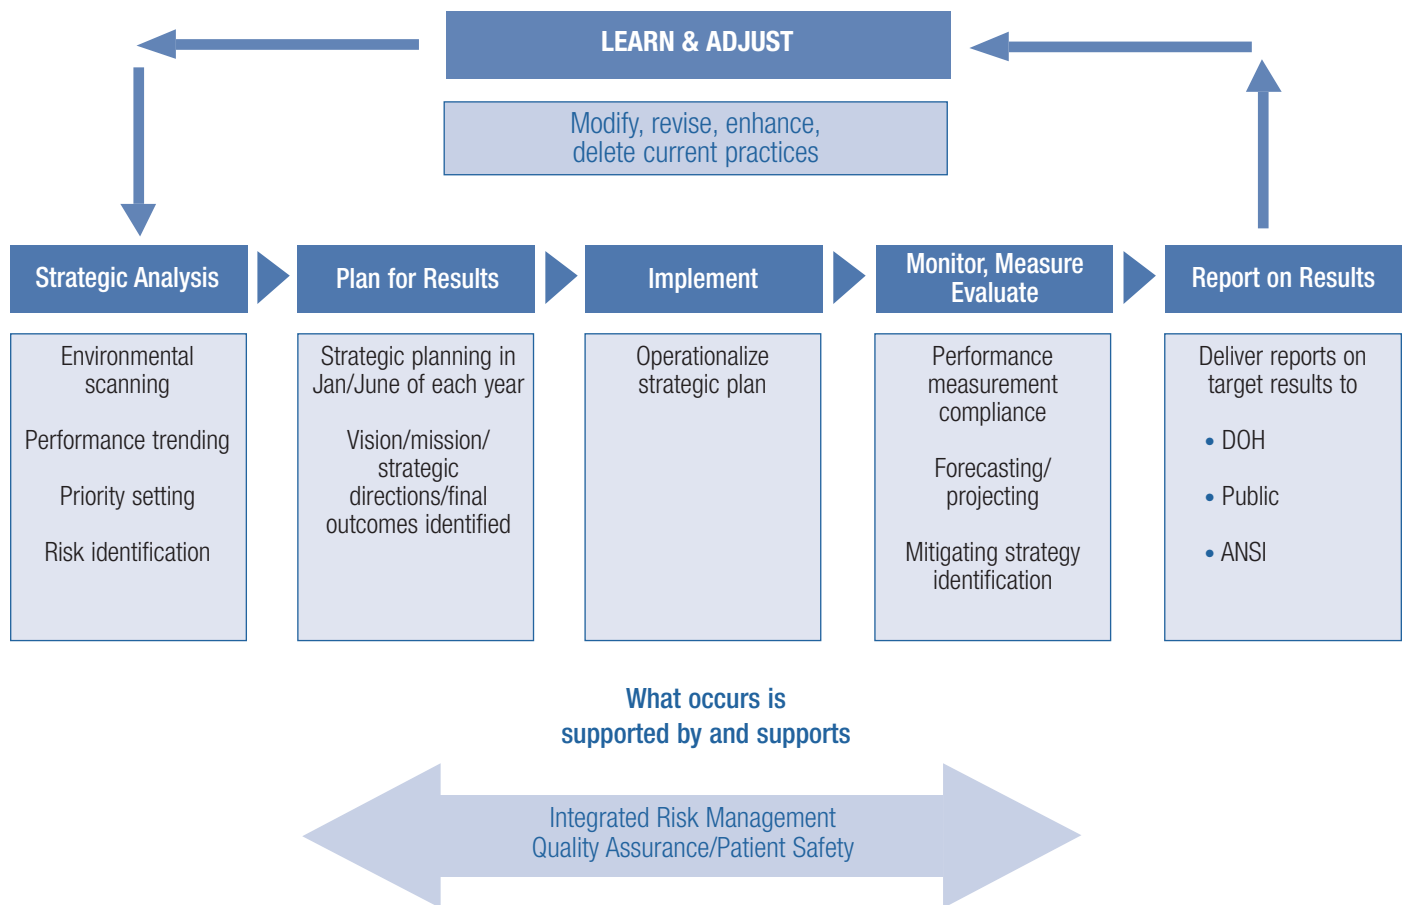 LEARN & ADJUST
Modify, revise, enhance,
delete current practices
Strategic Analysis
Environmental
scanning
Performance trending
Priority setting
Risk identification
Plan for Results
Strategic planning in
Jan/June of each year
Vision/mission/
strategic
directions/final
outcomes identified
Implement
Operationalize
strategic plan
Monitor, Measure
Evaluate
Performance
measurement
compliance
Forecasting/
projecting
Mitigating strategy
identification
Report on Results
Deliver reports on
target results to
• DOH
• Public
• ANSI
What occurs is
supported by and supports
Integrated Risk Management
Quality Assurance/Patient Safety